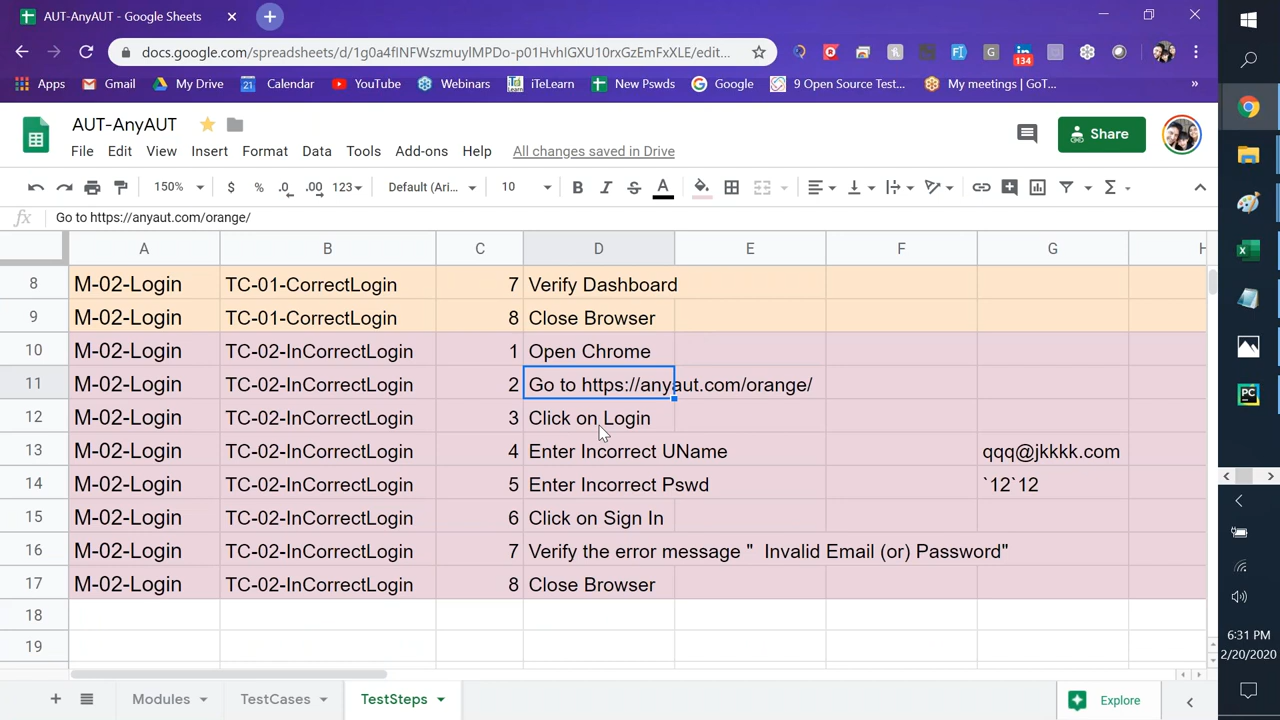 AUT-AnyAUT - Google Sheets
docs.google.com/spreadsheets/d/1g0a4fINFWszmuylMPDo-p01HvhIGXU10rxGzEmFxXLE/edit...
134
Apps Gmail My Drive Calendar YouTube Webinars iTeLearn New Pswds Google 9 Open Source Test... My meetings | GoT... »
AUT-AnyAUT
File Edit View Insert Format Data Tools Add-ons Help All changes saved in Drive
Share
150% $ % .0 .00 123 Default (Ari... 10 B I S A Σ
fx Go to https://anyaut.com/orange/
A B C D E F G H
8 M-02-Login TC-01-CorrectLogin 7 Verify Dashboard
9 M-02-Login TC-01-CorrectLogin 8 Close Browser
10 M-02-Login TC-02-InCorrectLogin 1 Open Chrome
11 M-02-Login TC-02-InCorrectLogin 2 Go to https://anyaut.com/orange/
12 M-02-Login TC-02-InCorrectLogin 3 Click on Login
13 M-02-Login TC-02-InCorrectLogin 4 Enter Incorrect UName qqq@jkkkk.com
14 M-02-Login TC-02-InCorrectLogin 5 Enter Incorrect Pswd `12`12
15 M-02-Login TC-02-InCorrectLogin 6 Click on Sign In
16 M-02-Login TC-02-InCorrectLogin 7 Verify the error message "  Invalid Email (or) Password"
17 M-02-Login TC-02-InCorrectLogin 8 Close Browser
18
19
Modules TestCases TestSteps Explore
6:31 PM
2/20/2020